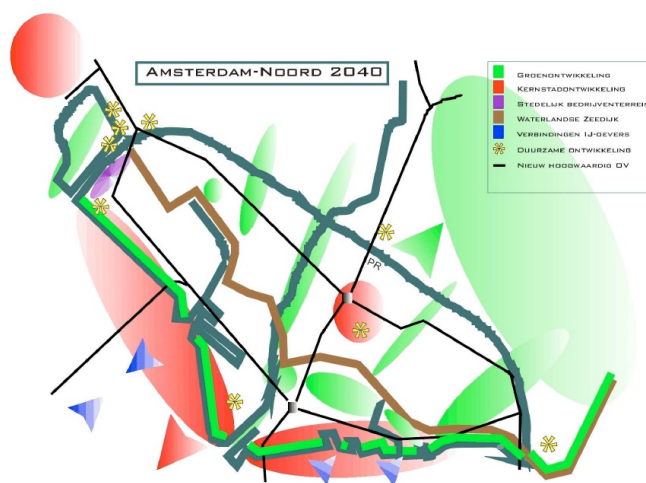 Amsterdam-Noord 2040
Groenontwikkeling
Kernstadontwikkeling
Stedelijk bedrijventerrein
Waterlandse Zeedijk
Verbindingen IJ-oevers
Duurzame ontwikkeling
Nieuw hoogwaardig OV
PR